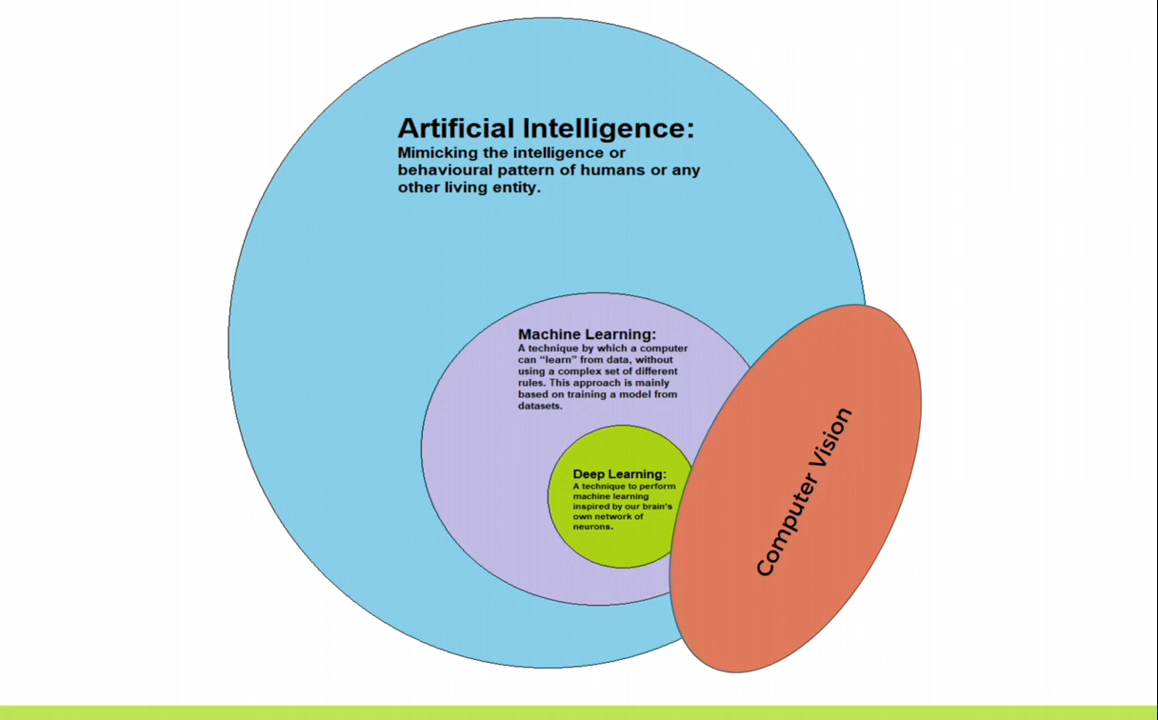 Artificial Intelligence:
Mimicking the intelligence or
behavioural pattern of humans or any
other living entity.
Machine Learning:
A technique by which a computer
can “learn” from data, without
using a complex set of different
rules. This approach is mainly
based on training a model from
datasets.
Deep Learning:
A technique to perform
machine learning
inspired by our brain's
own network of
neurons.
Computer Vision